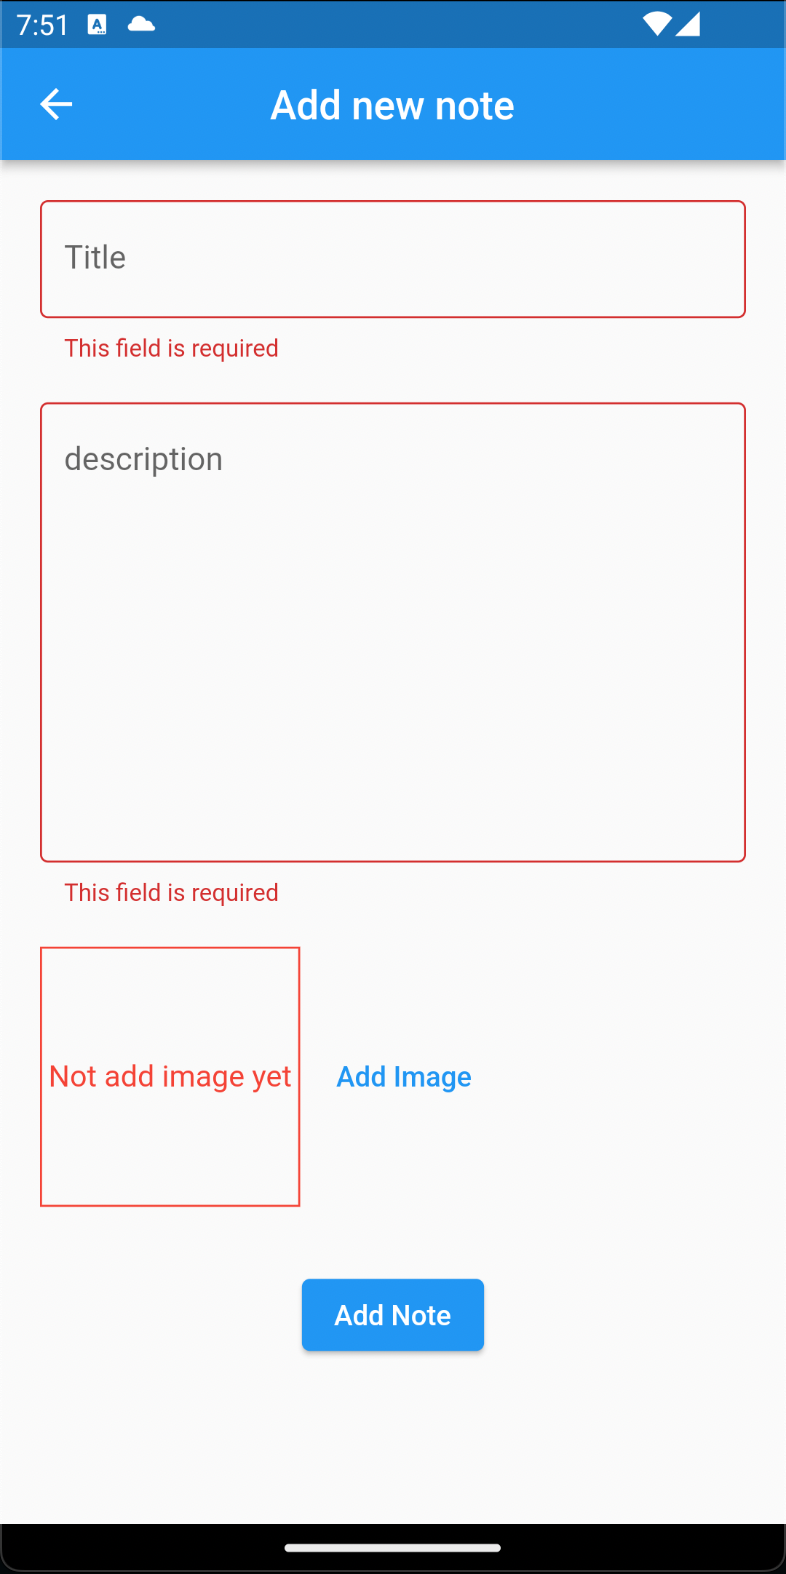 7:51
Add new note
Title
This field is required
description
This field is required
Not add image yet
Add Image
Add Note